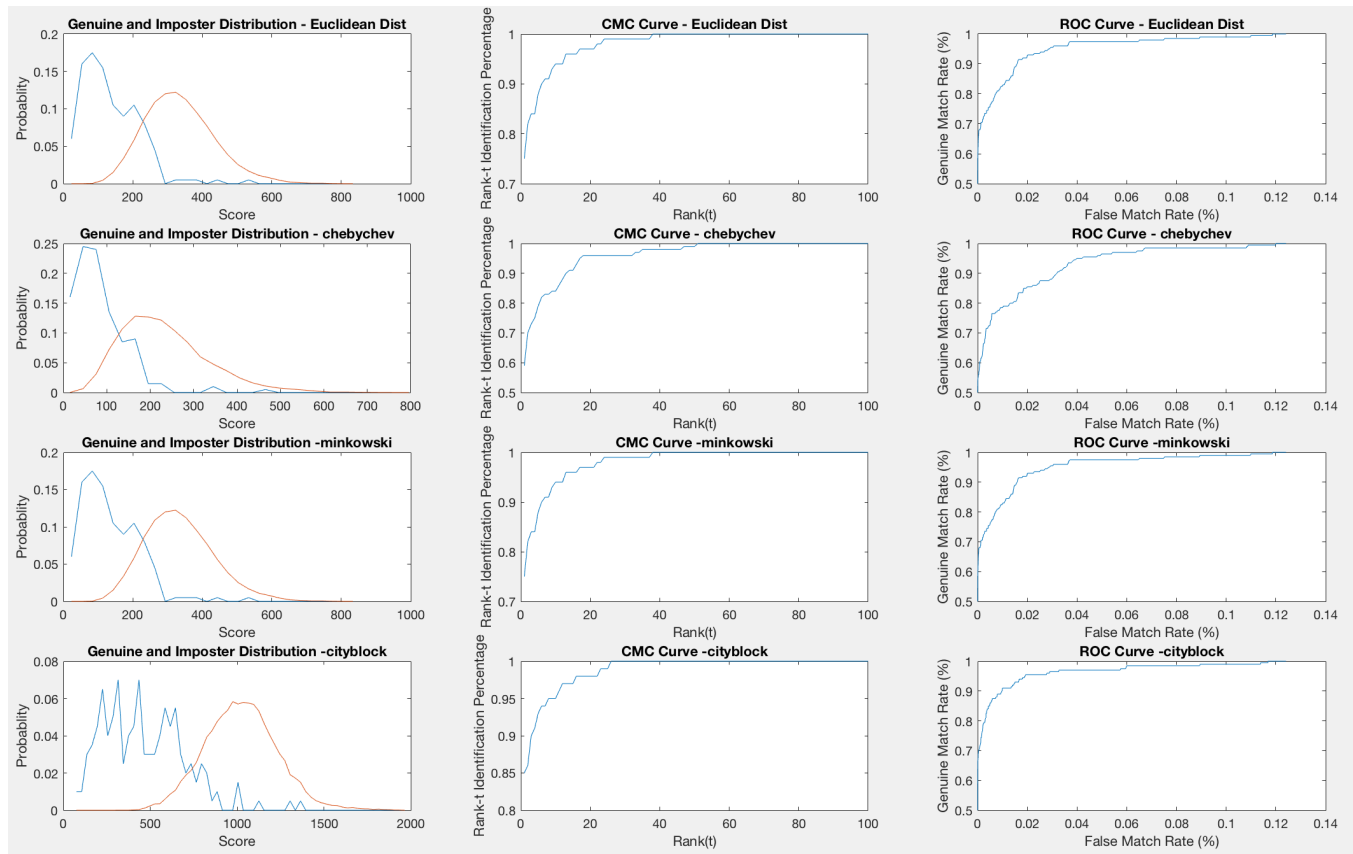 Genuine and Imposter Distribution - Euclidean Dist
0.2
0.15
0.1
0.05
0
Probablity
0 200 400 600 800 1000
Score
CMC Curve - Euclidean Dist
1
0.9
0.8
0.7
Rank-t Identification Percentage
0 20 40 60 80 100
Rank(t)
ROC Curve - Euclidean Dist
1
0.9
0.8
0.7
0.6
0.5
Genuine Match Rate (%)
0 0.02 0.04 0.06 0.08 0.1 0.12 0.14
False Match Rate (%)
Genuine and Imposter Distribution - chebychev
0.25
0.2
0.15
0.1
0.05
0
Probablity
0 100 200 300 400 500 600 700 800
Score
CMC Curve - chebychev
1
0.9
0.8
0.7
0.6
0.5
Rank-t Identification Percentage
0 20 40 60 80 100
Rank(t)
ROC Curve - chebychev
1
0.9
0.8
0.7
0.6
0.5
Genuine Match Rate (%)
0 0.02 0.04 0.06 0.08 0.1 0.12 0.14
False Match Rate (%)
Genuine and Imposter Distribution -minkowski
0.2
0.15
0.1
0.05
0
Probablity
0 200 400 600 800 1000
Score
CMC Curve -minkowski
1
0.9
0.8
0.7
Rank-t Identification Percentage
0 20 40 60 80 100
Rank(t)
ROC Curve -minkowski
1
0.9
0.8
0.7
0.6
0.5
Genuine Match Rate (%)
0 0.02 0.04 0.06 0.08 0.1 0.12 0.14
False Match Rate (%)
Genuine and Imposter Distribution -cityblock
0.08
0.06
0.04
0.02
0
Probablity
0 500 1000 1500 2000
Score
CMC Curve -cityblock
1
0.95
0.9
0.85
0.8
Rank-t Identification Percentage
0 20 40 60 80 100
Rank(t)
ROC Curve -cityblock
1
0.9
0.8
0.7
0.6
0.5
Genuine Match Rate (%)
0 0.02 0.04 0.06 0.08 0.1 0.12 0.14
False Match Rate (%)